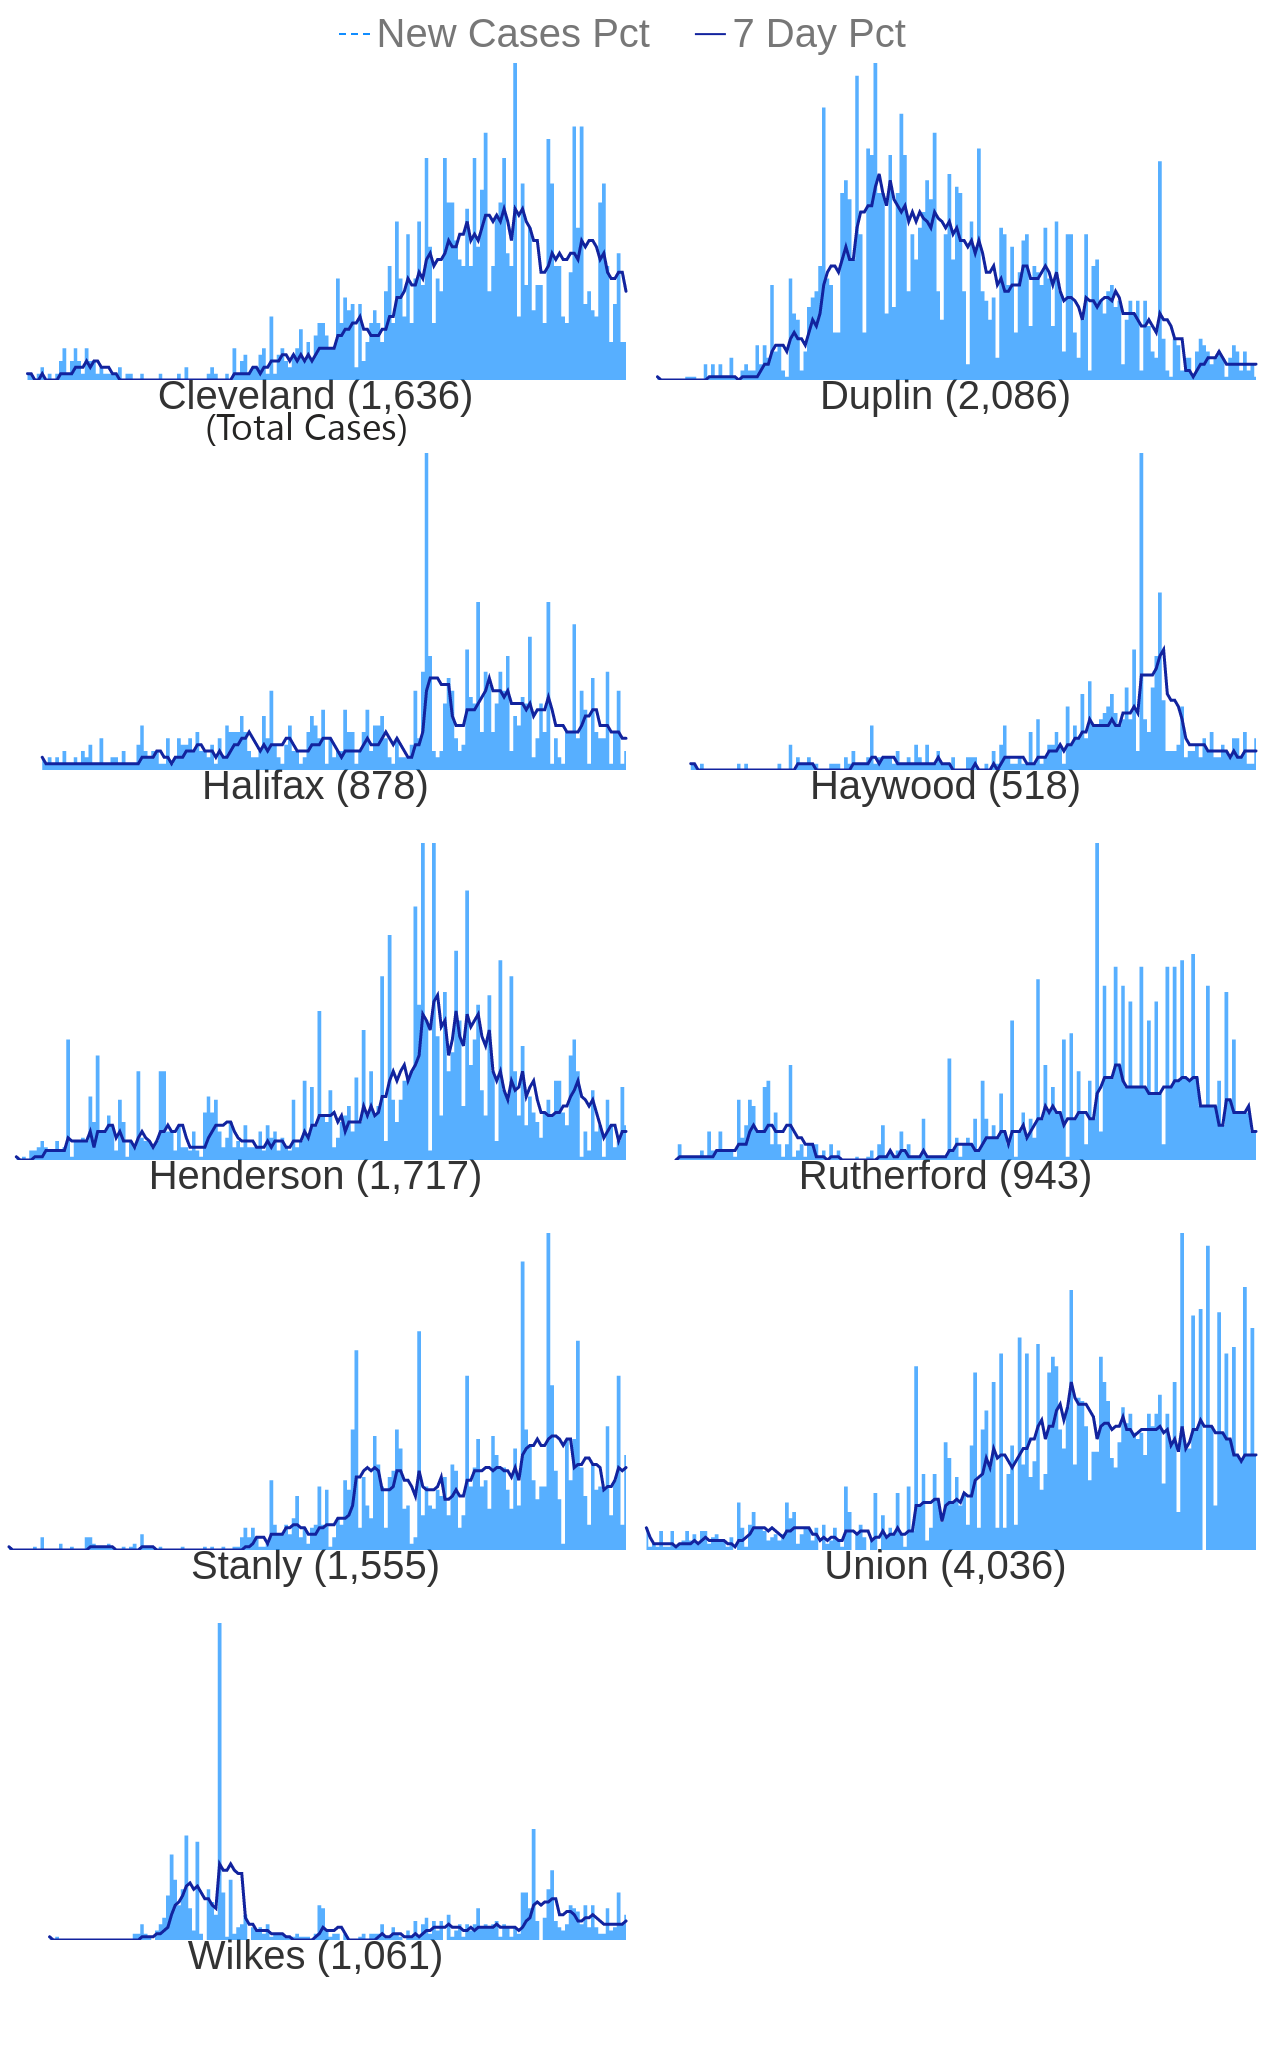 New Cases Pct 7 Day Pct
Cleveland (1,636) Duplin (2,086)
(Total Cases)
Halifax (878) Haywood (518)
Henderson (1,717) Rutherford (943)
Stanly (1,555) Union (4,036)
Wilkes (1,061)